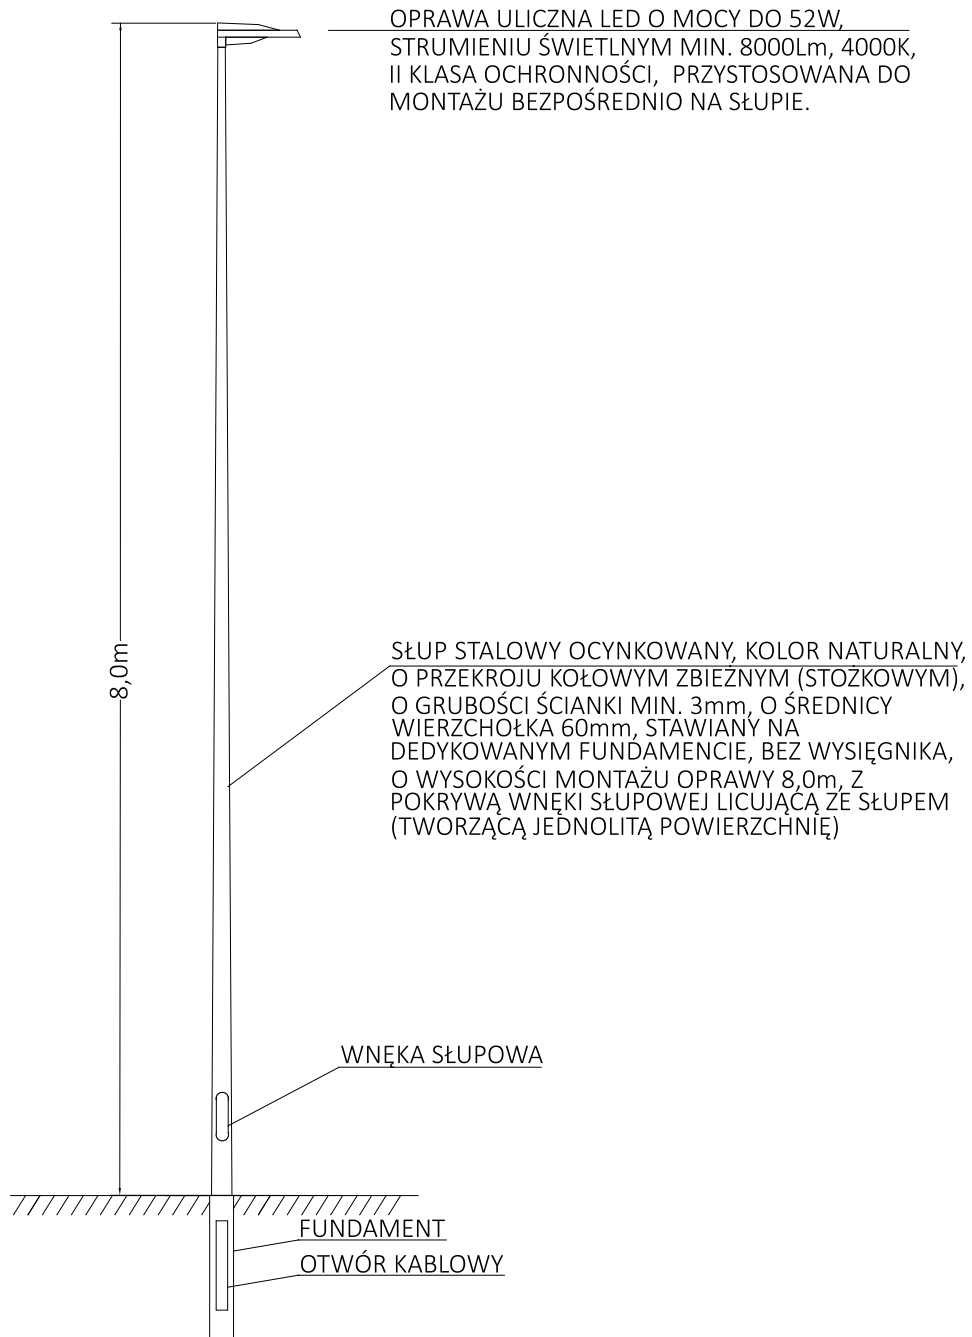 OPRAWA ULICZNA LED O MOCY DO 52W,
STRUMIENIU ŚWIETLNYM MIN. 8000Lm, 4000K,
II KLASA OCHRONNOŚCI, PRZYSTOSOWANA DO
MONTAŻU BEZPOŚREDNIO NA SŁUPIE.
8,0m
SŁUP STALOWY OCYNKOWANY, KOLOR NATURALNY,
O PRZEKROJU KOŁOWYM ZBIEŻNYM (STOŻKOWYM),
O GRUBOŚCI ŚCIANKI MIN. 3mm, O ŚREDNICY
WIERZCHOŁKA 60mm, STAWIANY NA
DEDYKOWANYM FUNDAMENCIE, BEZ WYSIĘGNIKA,
O WYSOKOŚCI MONTAŻU OPRAWY 8,0m, Z
POKRYWĄ WNĘKI SŁUPOWEJ LICUJĄCĄ ZE SŁUPEM
(TWORZĄCĄ JEDNOLITĄ POWIERZCHNIĘ)
WNĘKA SŁUPOWA
FUNDAMENT
OTWÓR KABLOWY